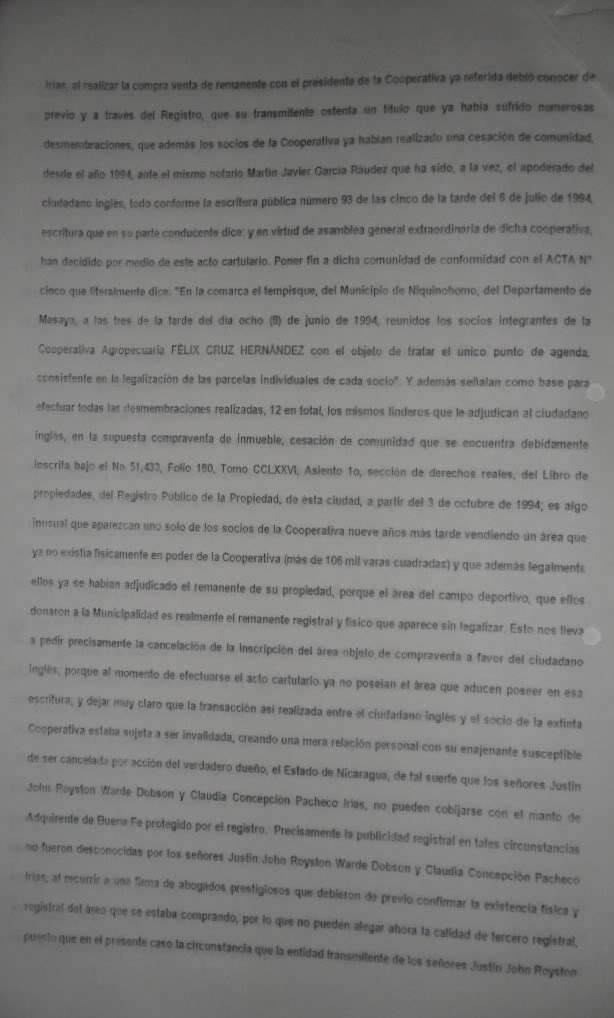 Irias, al realizar la compra venta de remanente con el presidente de la Cooperativa ya referida debió conocer de
previo y a través del Registro, que su transmitente ostenta un titulo que ya había sufrido numerosas
desmembraciones, que además los socios de la Cooperativa ya habían realizado una cesación de comunidad,
desde el año 1994, ante el mismo notario Martin Javier García Raudez que ha sido, a la vez, el apoderado del
ciudadano inglés, todo conforme la escritura pública número 93 de las cinco de la tarde del 6 de julio de 1994,
escritura que en su parte conducente dice: y en virtud de asamblea general extraordinaria de dicha cooperativa,
han decidido por medio de este acto cartulario. Poner fin a dicha comunidad de conformidad con el ACTA N°
cinco que literalmente dice: "En la comarca el tempisque, del Municipio de Niquinohomo, del Departamento de
Masaya, a las tres de la tarde del día ocho (8) de junio de 1994, reunidos los socios integrantes de la
Cooperativa Agropecuaria FÉLIX CRUZ HERNÁNDEZ con el objeto de tratar el único punto de agenda,
consistente en la legalización de las parcelas individuales de cada socio". Y además señalan como base para
efectuar todas las desmembraciones realizadas, 12 en total, los mismos linderos que le adjudican al ciudadano
inglés, en la supuesta compraventa de inmueble, cesación de comunidad que se encuentra debidamente
Inscrita bajo el No. 51,433, Folio 180, Tomo CCLXXVI, Asiento 1o, sección de derechos reales, del Libro de
propiedades, del Registro Público de la Propiedad, de ésta ciudad, a partir del 3 de octubre de 1994; es algo
inusual que aparezcan uno solo de los socios de la Cooperativa nueve años más tarde vendiendo un área que
ya no existía físicamente en poder de la Cooperativa (más de 106 mil varas cuadradas) y que además legalmente
ellos ya se habían adjudicado el remanente de su propiedad, porque el área del campo deportivo, que ellos
donaron a la Municipalidad es realmente el remanente registral y físico que aparece sin legalizar. Esto nos lleva
a pedir precisamente la cancelación de la Inscripción del área objeto de compraventa a favor del ciudadano
Inglés, porque al momento de efectuarse el acto cartulario ya no poseían el área que aducen poseer en esa
escritura; y dejar muy claro que la transacción así realizada entre el ciudadano inglés y el socio de la extinta
Cooperativa estaba sujeta a ser invalidada, creando una mera relación personal con su enajenante susceptible
de ser cancelada por acción del verdadero dueño, el Estado de Nicaragua, de tal suerte que los señores Justin
John Royston Warde Dobson y Claudia Concepción Pacheco Irias, no pueden cobijarse con el manto de
Adquirente de Buena Fe protegido por el registro. Precisamente la publicidad registral en tales circunstancias
no fueron desconocidas por los señores Justin John Royston Warde Dobson y Claudia Concepción Pacheco
Irias, al recurrir a una firma de abogados prestigiosos que debieron de previo confirmar la existencia física y
registral del área que se estaba comprando, por lo que no pueden alegar ahora la calidad de tercero registral,
puesto que en el presente caso la circunstancia que la entidad transmitente de los señores Justin John Royston